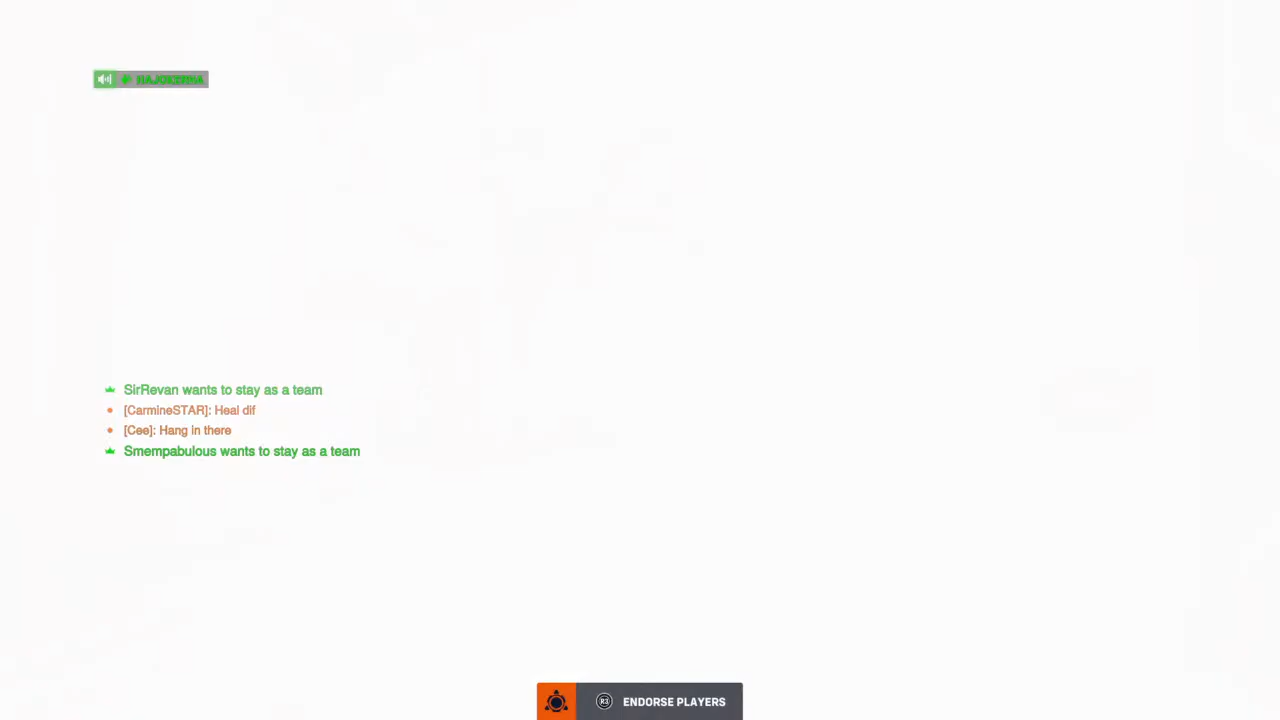 SirRevan wants to stay as a team
[CarmineSTAR]: Heal dif
[Cee]: Hang in there
Smempabulous wants to stay as a team
R3 ENDORSE PLAYERS